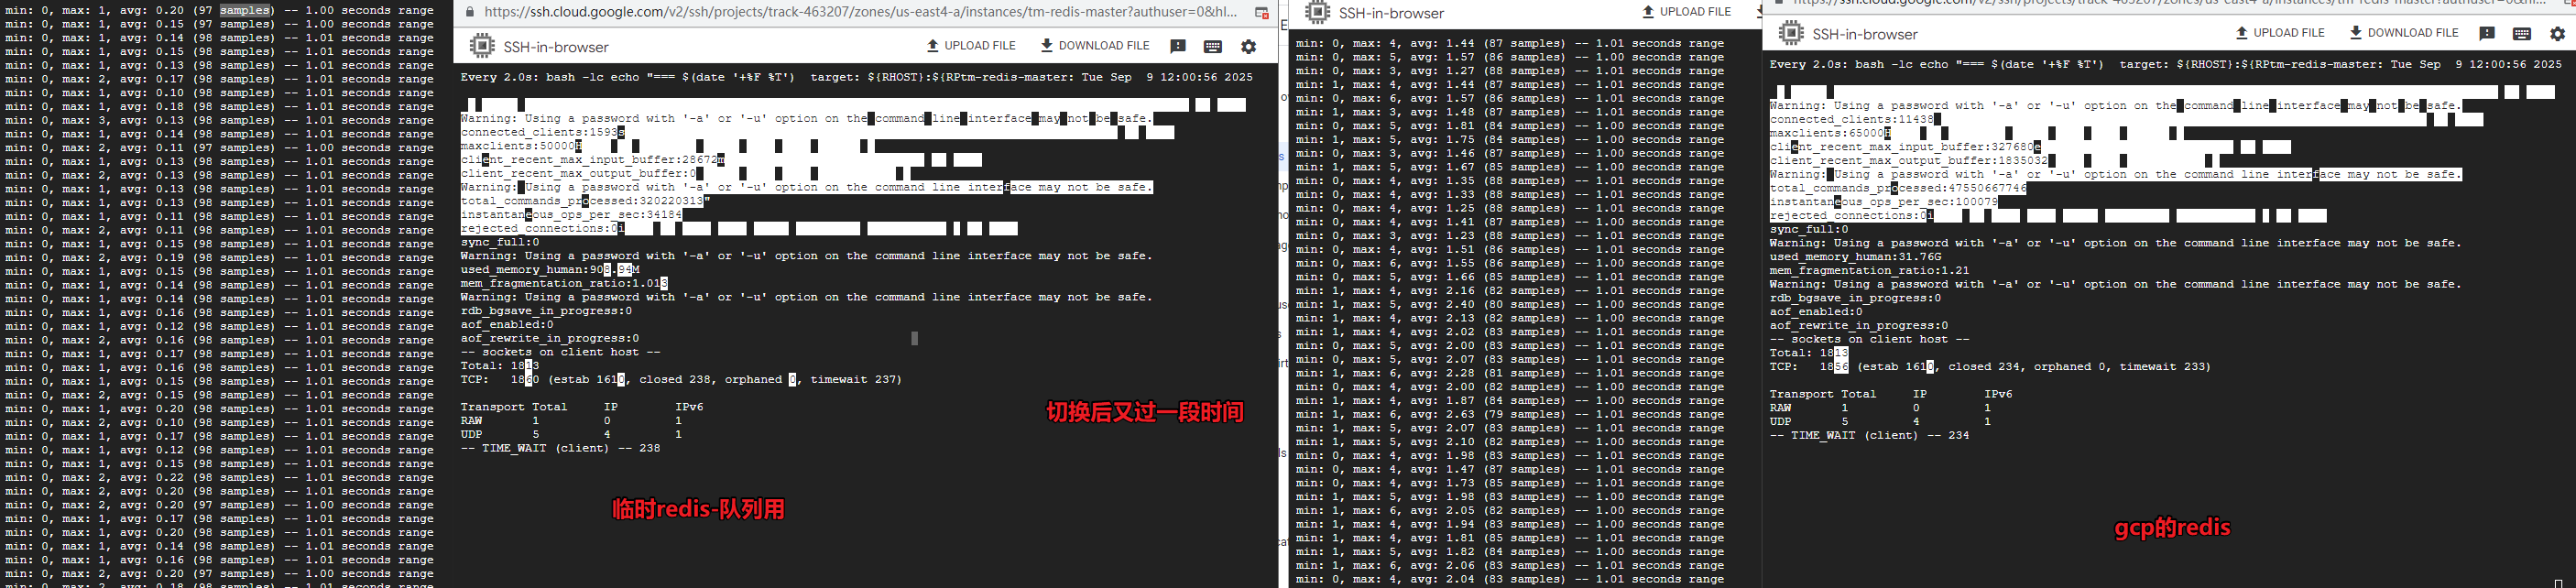 min: 0, max: 1, avg: 0.20 (97 samples) -- 1.00 seconds range
min: 0, max: 1, avg: 0.14 (98 samples) -- 1.01 seconds range
min: 0, max: 1, avg: 0.15 (98 samples) -- 1.01 seconds range
min: 0, max: 1, avg: 0.13 (98 samples) -- 1.01 seconds range
min: 0, max: 2, avg: 0.17 (98 samples) -- 1.01 seconds range
min: 0, max: 1, avg: 0.10 (98 samples) -- 1.01 seconds range
min: 0, max: 1, avg: 0.18 (98 samples) -- 1.01 seconds range
min: 0, max: 3, avg: 0.13 (98 samples) -- 1.01 seconds range
min: 0, max: 1, avg: 0.14 (98 samples) -- 1.01 seconds range
min: 0, max: 2, avg: 0.11 (97 samples) -- 1.00 seconds range
min: 0, max: 1, avg: 0.13 (98 samples) -- 1.01 seconds range
min: 0, max: 2, avg: 0.13 (98 samples) -- 1.01 seconds range
min: 0, max: 1, avg: 0.13 (98 samples) -- 1.01 seconds range
min: 0, max: 1, avg: 0.13 (98 samples) -- 1.01 seconds range
min: 0, max: 1, avg: 0.11 (98 samples) -- 1.01 seconds range
min: 0, max: 2, avg: 0.11 (98 samples) -- 1.01 seconds range
min: 0, max: 1, avg: 0.15 (98 samples) -- 1.01 seconds range
min: 0, max: 2, avg: 0.19 (98 samples) -- 1.01 seconds range
min: 0, max: 1, avg: 0.15 (98 samples) -- 1.01 seconds range
min: 0, max: 1, avg: 0.14 (98 samples) -- 1.01 seconds range
min: 0, max: 1, avg: 0.14 (98 samples) -- 1.01 seconds range
min: 0, max: 1, avg: 0.16 (98 samples) -- 1.01 seconds range
min: 0, max: 1, avg: 0.12 (98 samples) -- 1.01 seconds range
min: 0, max: 2, avg: 0.16 (98 samples) -- 1.01 seconds range
min: 0, max: 1, avg: 0.17 (98 samples) -- 1.01 seconds range
min: 0, max: 1, avg: 0.16 (98 samples) -- 1.01 seconds range
min: 0, max: 1, avg: 0.15 (98 samples) -- 1.01 seconds range
min: 0, max: 2, avg: 0.15 (98 samples) -- 1.01 seconds range
min: 0, max: 1, avg: 0.20 (98 samples) -- 1.01 seconds range
min: 0, max: 2, avg: 0.10 (98 samples) -- 1.01 seconds range
min: 0, max: 1, avg: 0.17 (98 samples) -- 1.01 seconds range
min: 0, max: 1, avg: 0.12 (98 samples) -- 1.01 seconds range
min: 0, max: 1, avg: 0.15 (98 samples) -- 1.01 seconds range
min: 0, max: 2, avg: 0.22 (98 samples) -- 1.01 seconds range
min: 0, max: 2, avg: 0.20 (98 samples) -- 1.01 seconds range
min: 0, max: 2, avg: 0.20 (97 samples) -- 1.00 seconds range
min: 0, max: 1, avg: 0.17 (98 samples) -- 1.01 seconds range
min: 0, max: 1, avg: 0.20 (98 samples) -- 1.01 seconds range
min: 0, max: 1, avg: 0.14 (98 samples) -- 1.01 seconds range
min: 0, max: 1, avg: 0.16 (98 samples) -- 1.01 seconds range
min: 0, max: 2, avg: 0.20 (97 samples) -- 1.00 seconds range
min: 0, max: 2, avg: 0.18 (98 samples) -- 1.01 seconds range
https://ssh.cloud.google.com/v2/ssh/projects/track-463207/zones/us-east4-a/instances/tm-redis-master?authuser=0&hl...
SSH-in-browser
UPLOAD FILE
DOWNLOAD FILE
Every 2.0s: bash -lc echo "=== $(date '+%F %T')  target: ${RHOST}:${RPtm-redis-master: Tue Sep  9 12:00:56 2025
Warning: Using a password with '-a' or '-u' option on the command line interface may not be safe.
connected_clients:1593s
maxclients:50000H
client_recent_max_input_buffer:28672m
client_recent_max_output_buffer:0
Warning: Using a password with '-a' or '-u' option on the command line interface may not be safe.
total_commands_processed:320220313"
instantaneous_ops_per_sec:34184
rejected_connections:0i
sync_full:0
Warning: Using a password with '-a' or '-u' option on the command line interface may not be safe.
used_memory_human:908.94M
mem_fragmentation_ratio:1.013
Warning: Using a password with '-a' or '-u' option on the command line interface may not be safe.
rdb_bgsave_in_progress:0
aof_enabled:0
aof_rewrite_in_progress:0
-- sockets on client host --
Total: 1813
TCP:   1860 (estab 1610, closed 238, orphaned 0, timewait 237)
Transport Total     IP        IPv6
RAW       1         0         1
UDP       5         4         1
-- TIME_WAIT (client) -- 238
切换后又过一段时间
临时redis-队列用
SSH-in-browser
UPLOAD FILE
min: 0, max: 4, avg: 1.44 (87 samples) -- 1.01 seconds range
min: 0, max: 5, avg: 1.57 (86 samples) -- 1.00 seconds range
min: 0, max: 3, avg: 1.27 (88 samples) -- 1.01 seconds range
min: 1, max: 4, avg: 1.44 (87 samples) -- 1.01 seconds range
min: 0, max: 6, avg: 1.57 (86 samples) -- 1.00 seconds range
min: 1, max: 3, avg: 1.48 (87 samples) -- 1.01 seconds range
min: 0, max: 5, avg: 1.81 (84 samples) -- 1.00 seconds range
min: 1, max: 5, avg: 1.75 (84 samples) -- 1.00 seconds range
min: 0, max: 3, avg: 1.46 (87 samples) -- 1.01 seconds range
min: 1, max: 5, avg: 1.67 (85 samples) -- 1.00 seconds range
min: 0, max: 4, avg: 1.35 (88 samples) -- 1.01 seconds range
min: 0, max: 4, avg: 1.33 (88 samples) -- 1.01 seconds range
min: 0, max: 4, avg: 1.25 (88 samples) -- 1.01 seconds range
min: 0, max: 4, avg: 1.41 (87 samples) -- 1.01 seconds range
min: 0, max: 3, avg: 1.23 (88 samples) -- 1.01 seconds range
min: 0, max: 4, avg: 1.51 (86 samples) -- 1.00 seconds range
min: 0, max: 6, avg: 1.55 (86 samples) -- 1.00 seconds range
min: 0, max: 5, avg: 1.66 (85 samples) -- 1.01 seconds range
min: 1, max: 4, avg: 2.16 (82 samples) -- 1.01 seconds range
min: 1, max: 5, avg: 2.40 (80 samples) -- 1.00 seconds range
min: 1, max: 4, avg: 2.13 (82 samples) -- 1.01 seconds range
min: 1, max: 4, avg: 2.02 (83 samples) -- 1.01 seconds range
min: 0, max: 5, avg: 2.00 (83 samples) -- 1.01 seconds range
min: 0, max: 5, avg: 2.07 (83 samples) -- 1.01 seconds range
min: 1, max: 6, avg: 2.28 (81 samples) -- 1.01 seconds range
min: 0, max: 4, avg: 2.00 (82 samples) -- 1.00 seconds range
min: 0, max: 4, avg: 1.87 (84 samples) -- 1.00 seconds range
min: 1, max: 6, avg: 2.63 (79 samples) -- 1.01 seconds range
min: 1, max: 5, avg: 2.07 (83 samples) -- 1.01 seconds range
min: 1, max: 5, avg: 2.10 (82 samples) -- 1.00 seconds range
min: 0, max: 4, avg: 1.98 (83 samples) -- 1.01 seconds range
min: 0, max: 5, avg: 1.47 (87 samples) -- 1.01 seconds range
min: 0, max: 4, avg: 1.73 (85 samples) -- 1.01 seconds range
min: 1, max: 5, avg: 1.98 (83 samples) -- 1.01 seconds range
min: 1, max: 6, avg: 2.05 (82 samples) -- 1.00 seconds range
min: 0, max: 4, avg: 1.94 (83 samples) -- 1.00 seconds range
min: 1, max: 4, avg: 1.81 (85 samples) -- 1.01 seconds range
min: 1, max: 5, avg: 1.82 (84 samples) -- 1.00 seconds range
min: 1, max: 6, avg: 2.06 (83 samples) -- 1.01 seconds range
min: 0, max: 4, avg: 2.04 (83 samples) -- 1.01 seconds range
https://ssh.cloud.google.com/v2/ssh/projects/track-463207/zones/us-east4-a/instances/tm-redis-master?authuser=0&hl...
SSH-in-browser
UPLOAD FILE
DOWNLOAD FILE
Every 2.0s: bash -lc echo "=== $(date '+%F %T')  target: ${RHOST}:${RPtm-redis-master: Tue Sep  9 12:00:56 2025
Warning: Using a password with '-a' or '-u' option on the command line interface may not be safe.
connected_clients:11438
maxclients:65000H
client_recent_max_input_buffer:327680e
client_recent_max_output_buffer:1835032
Warning: Using a password with '-a' or '-u' option on the command line interface may not be safe.
total_commands_processed:47550667746
instantaneous_ops_per_sec:100079
rejected_connections:0i
sync_full:0
Warning: Using a password with '-a' or '-u' option on the command line interface may not be safe.
used_memory_human:31.76G
mem_fragmentation_ratio:1.21
Warning: Using a password with '-a' or '-u' option on the command line interface may not be safe.
rdb_bgsave_in_progress:0
aof_enabled:0
aof_rewrite_in_progress:0
-- sockets on client host --
Total: 1813
TCP:   1856 (estab 1610, closed 234, orphaned 0, timewait 233)
Transport Total     IP        IPv6
RAW       1         0         1
UDP       5         4         1
-- TIME_WAIT (client) -- 234
gcp的redis